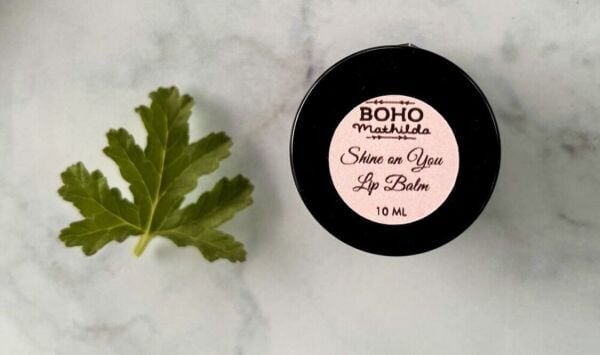 BOHO
Mathilda
Shine on You
Lip Balm
10 ML